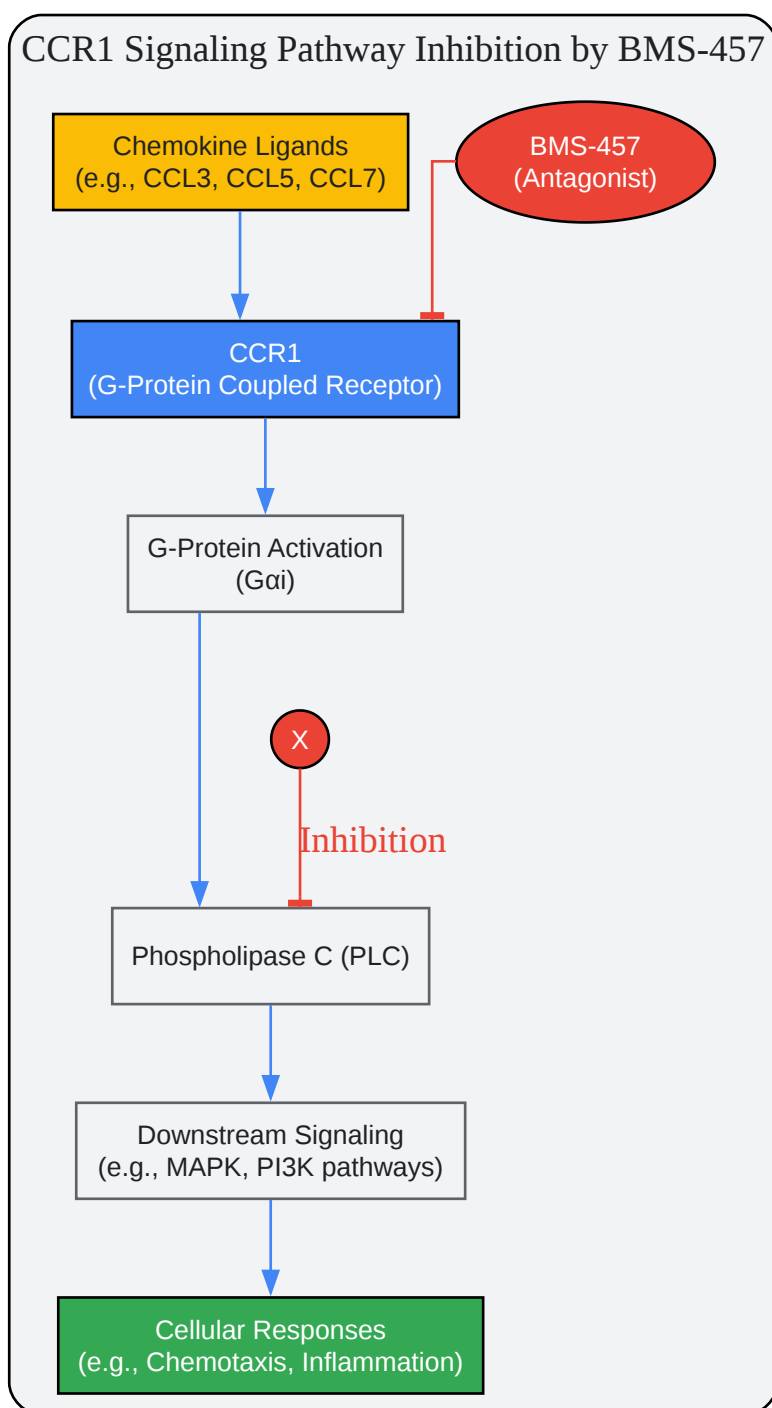 CCR1 Signaling Pathway Inhibition by BMS-457
Chemokine Ligands
(e.g., CCL3, CCL5, CCL7)
BMS-457
(Antagonist)
CCR1
(G-Protein Coupled Receptor)
G-Protein Activation
(Gαi)
X
Inhibition
Phospholipase C (PLC)
Downstream Signaling
(e.g., MAPK, PI3K pathways)
Cellular Responses
(e.g., Chemotaxis, Inflammation)